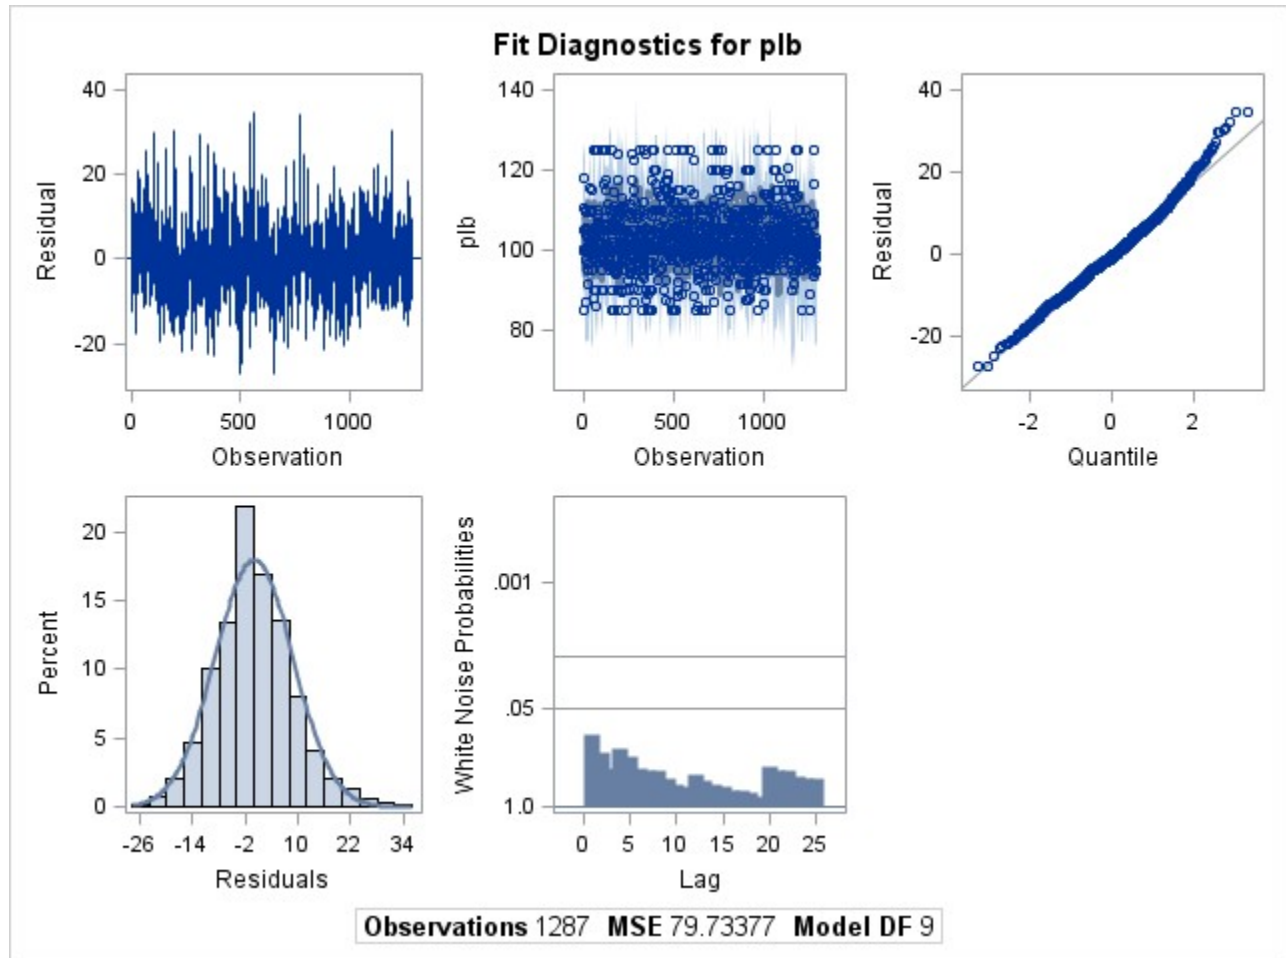 Fit Diagnostics for plb
40
20
0
-20
Residual
0 500 1000
Observation
140
120
100
80
plb
0 500 1000
Observation
40
20
0
-20
Residual
-2 0 2
Quantile
20
15
10
5
0
Percent
-26 -14 -2 10 22 34
Residuals
.001
.05
1.0
White Noise Probabilities
0 5 10 15 20 25
Lag
Observations 1287 MSE 79.73377 Model DF 9